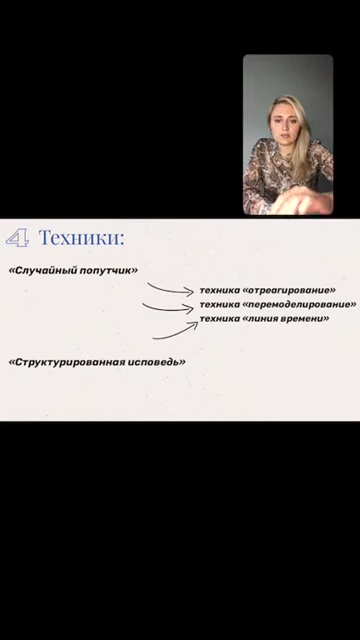 4 Техники:
«Случайный попутчик»
техника «отреагирование»
техника «перемоделирование»
техника «линия времени»
«Структурированная исповедь»